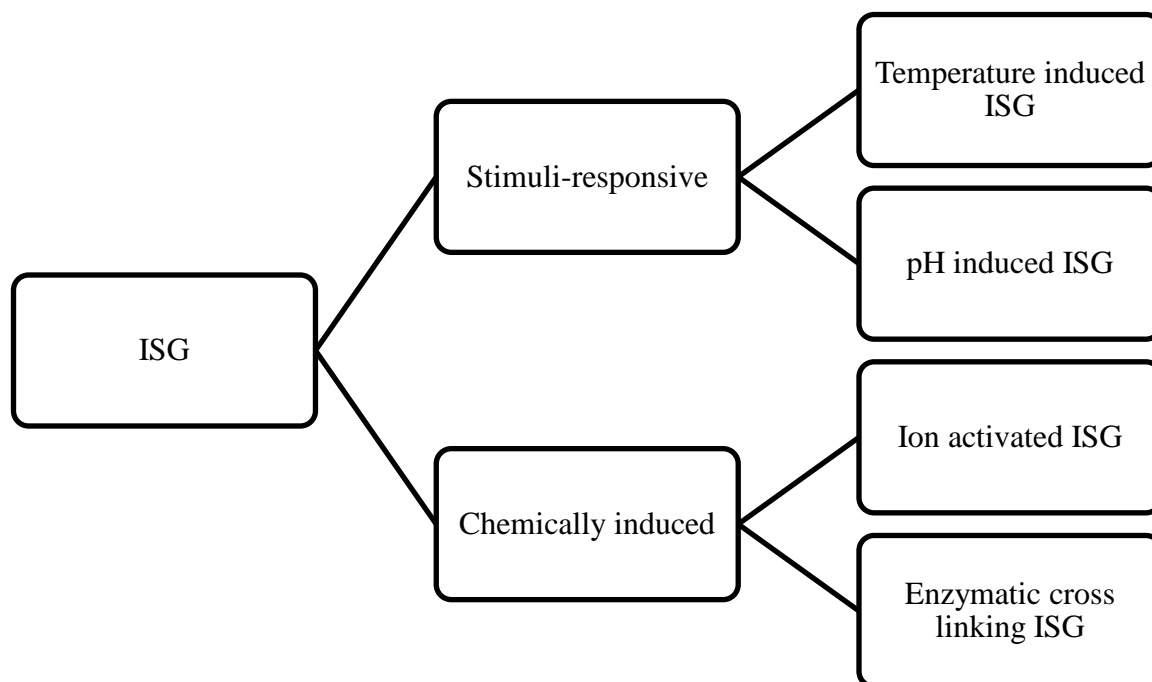 ISG
Stimuli-responsive
Temperature induced
ISG
pH induced ISG
Chemically induced
Ion activated ISG
Enzymatic cross
linking ISG